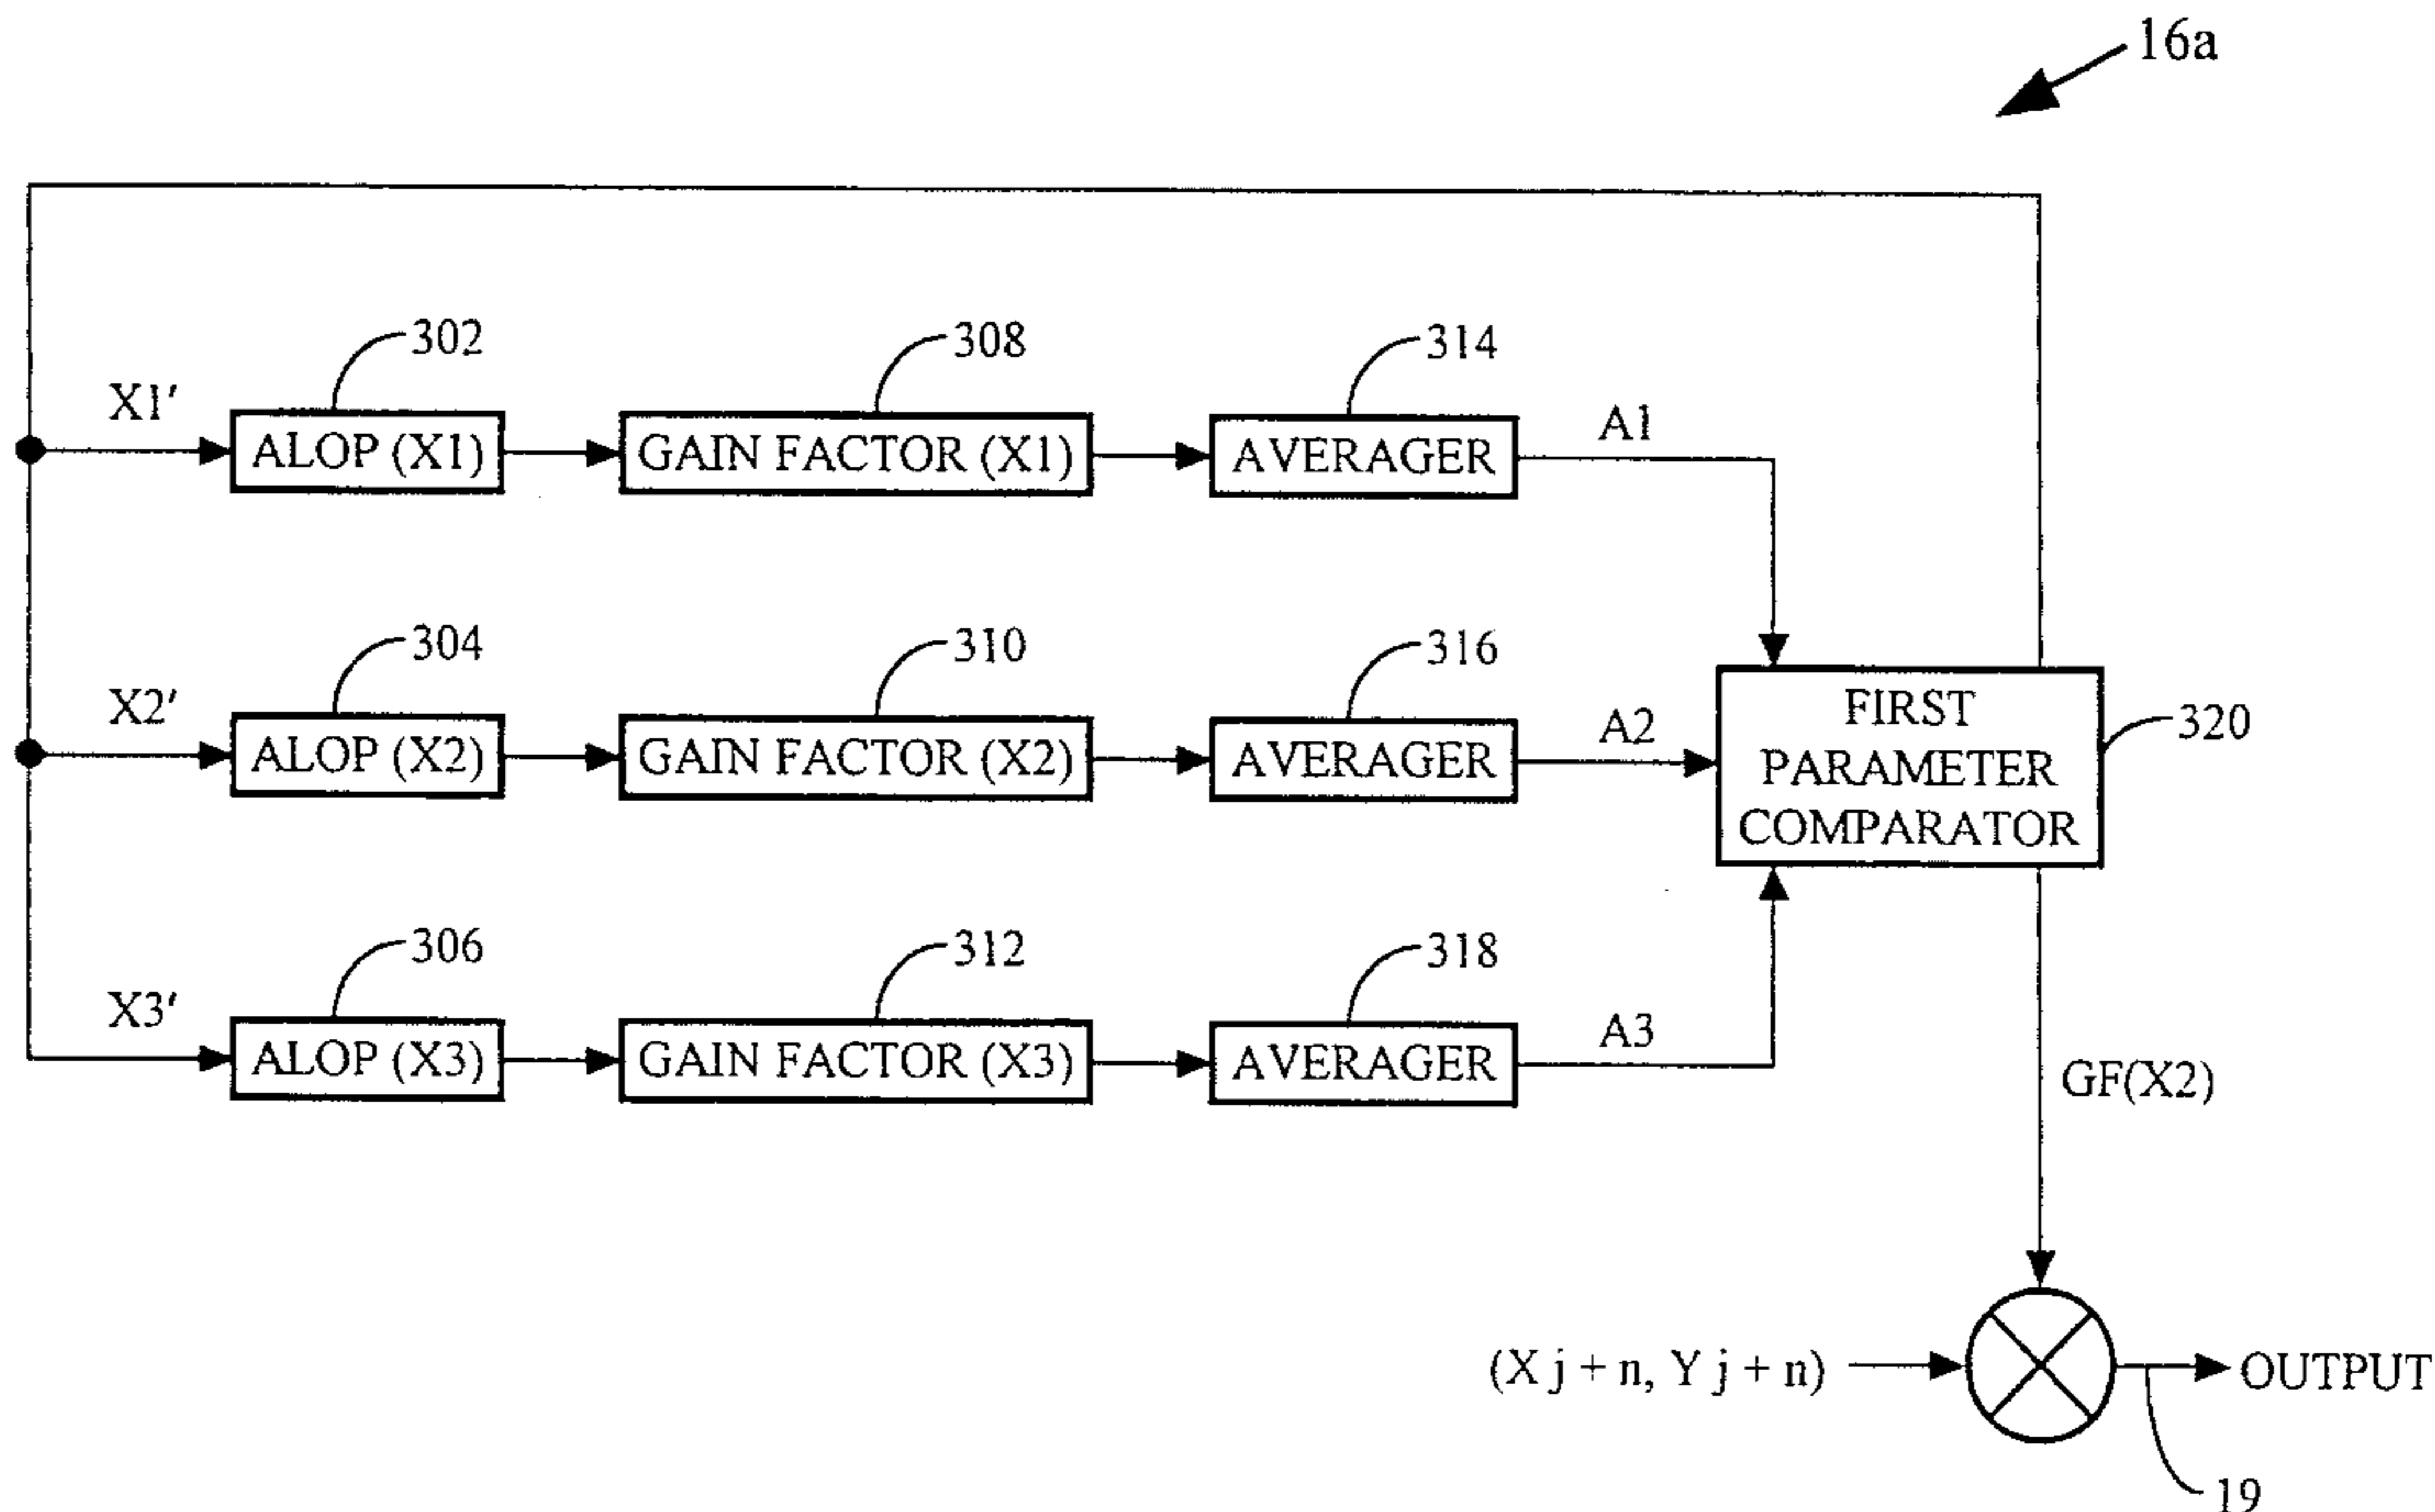 16a
302
308
314
X1'
ALOP (X1)
GAIN FACTOR (X1)
AVERAGER
A1
304
310
316
X2'
ALOP (X2)
GAIN FACTOR (X2)
AVERAGER
A2
FIRST
PARAMETER
COMPARATOR
320
306
312
318
X3'
ALOP (X3)
GAIN FACTOR (X3)
AVERAGER
A3
GF(X2)
(X j + n, Y j + n)
OUTPUT
19